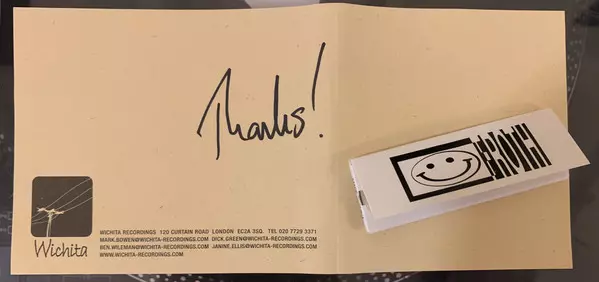 Thanks!
Wichita
WICHITA RECORDINGS 120 CURTAIN ROAD LONDON EC2A 3SQ. TEL 020 7729 3371
MARK.BOWEN@WICHITA-RECORDINGS.COM DICK.GREEN@WICHITA-RECORDINGS.COM
BEN.WILEMAN@WICHITA-RECORDINGS.COM JANINE.ELLIS@WICHITA-RECORDINGS.COM
WWW.WICHITA-RECORDINGS.COM